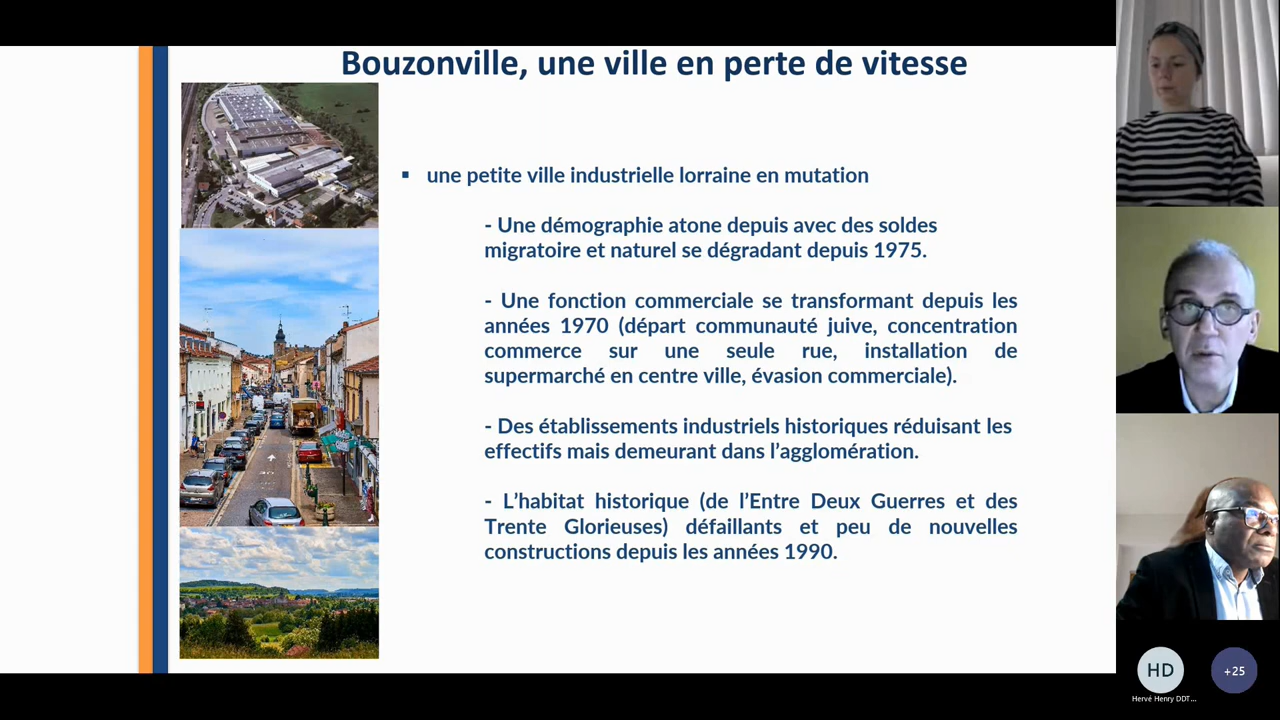 Bouzonville, une ville en perte de vitesse
▪ une petite ville industrielle lorraine en mutation
- Une démographie atone depuis avec des soldes
migratoire et naturel se dégradant depuis 1975.
- Une fonction commerciale se transformant depuis les
années 1970 (départ communauté juive, concentration
commerce sur une seule rue, installation de
supermarché en centre ville, évasion commerciale).
- Des établissements industriels historiques réduisant les
effectifs mais demeurant dans l’agglomération.
- L’habitat historique (de l’Entre Deux Guerres et des
Trente Glorieuses) défaillants et peu de nouvelles
constructions depuis les années 1990.
HD
+25
Hervé Henry DDT...